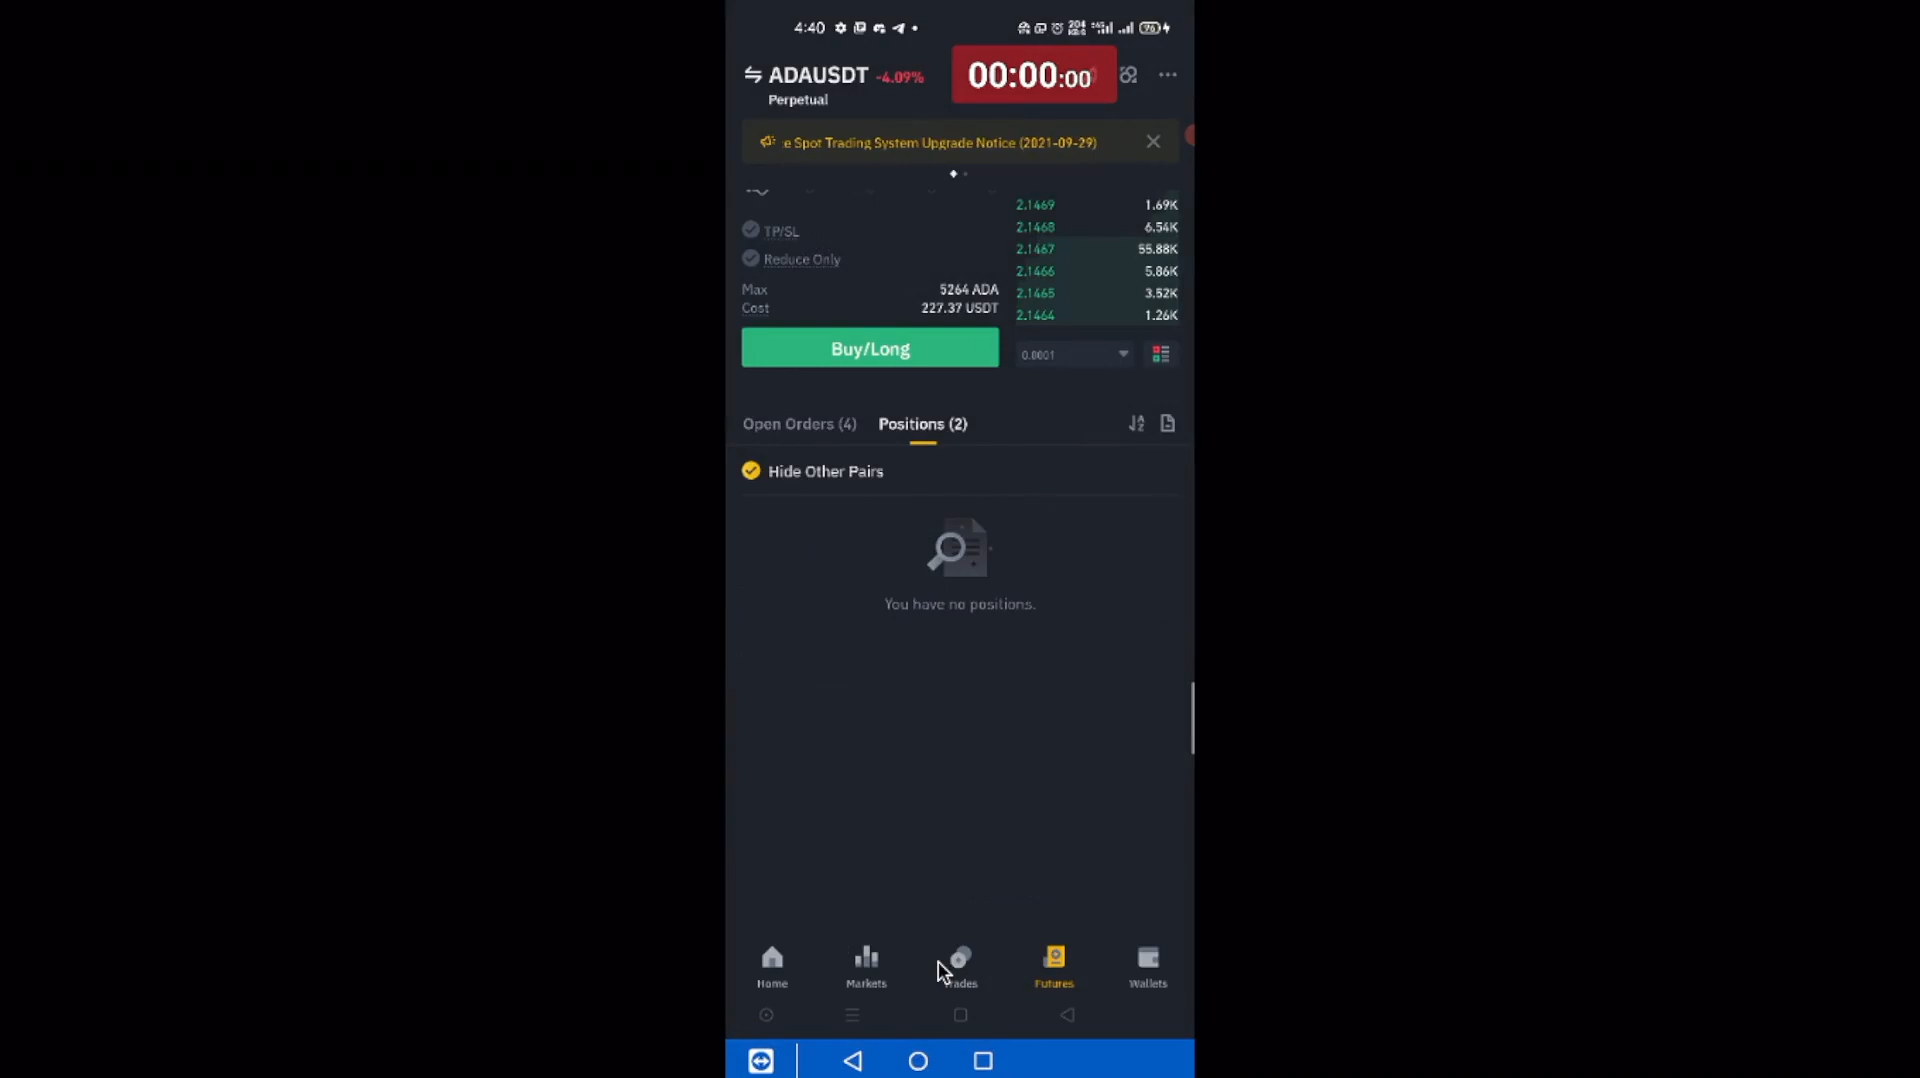 4:40
204
96
ADAUSDT -4.09%
00:00:00
Perpetual
e Spot Trading System Upgrade Notice (2021-09-29)
2.1469 1.69K
TP/SL
2.1468 6.54K
2.1467 55.88K
Reduce Only
2.1466 5.86K
Max 5264 ADA
2.1465 3.52K
Cost 227.37 USDT
2.1464 1.26K
Buy/Long
0.0001
Open Orders (4) Positions (2)
Hide Other Pairs
You have no positions.
Home Markets Trades Futures Wallets